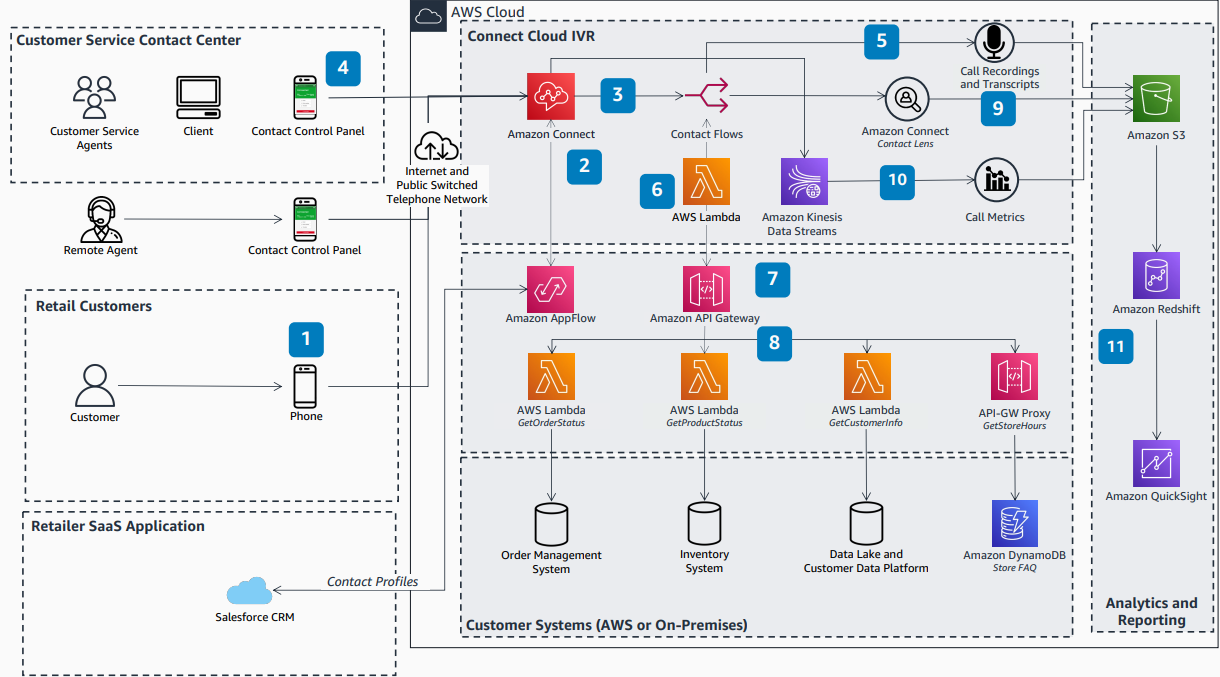 AWS Cloud
Customer Service Contact Center
4
Customer Service
Agents
Client
Contact Control Panel
Remote Agent
Contact Control Panel
Internet and
Public Switched
Telephone Network
Retail Customers
1
Customer
Phone
Retailer SaaS Application
Contact Profiles
Salesforce CRM
Connect Cloud IVR
5
Call Recordings
and Transcripts
Amazon Connect
3
Contact Flows
Amazon Connect
Contact Lens
9
2
6
AWS Lambda
Amazon Kinesis
Data Streams
10
Call Metrics
Amazon AppFlow
Amazon API Gateway
7
8
AWS Lambda
GetOrderStatus
AWS Lambda
GetProductStatus
AWS Lambda
GetCustomerInfo
API-GW Proxy
GetStoreHours
Order Management
System
Inventory
System
Data Lake and
Customer Data Platform
Amazon DynamoDB
Store FAQ
Customer Systems (AWS or On-Premises)
Amazon S3
Amazon Redshift
11
Amazon QuickSight
Analytics and
Reporting